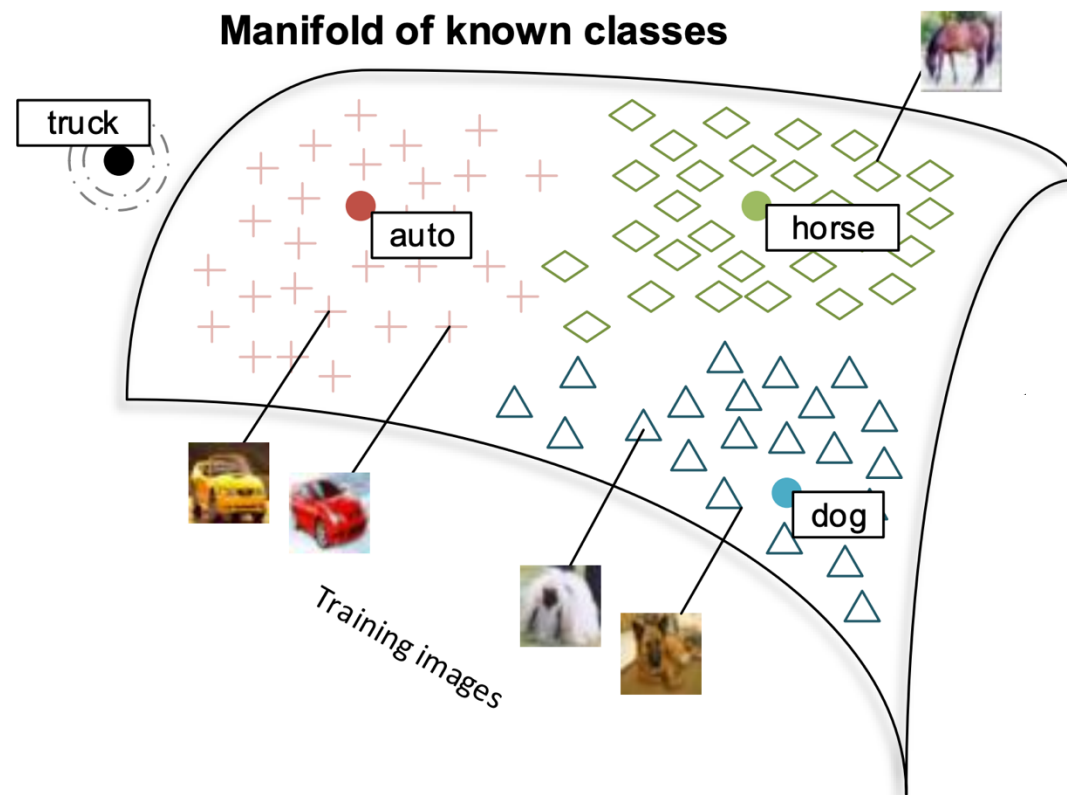 Manifold of known classes
truck
auto
horse
dog
Training images